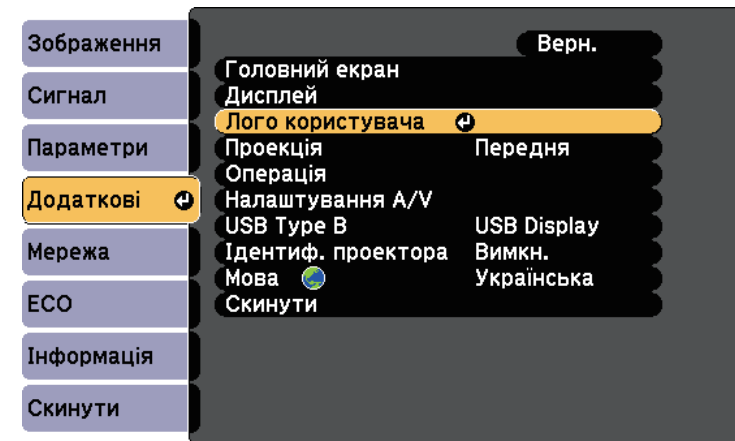 Зображення
Сигнал
Параметри
Додаткові
Мережа
ECO
Інформація
Скинути
Верн.
Головний екран
Дисплей
Лого користувача
Проекція Передня
Операція
Налаштування A/V
USB Type B USB Display
Ідентиф. проектора Вимкн.
Мова Українська
Скинути